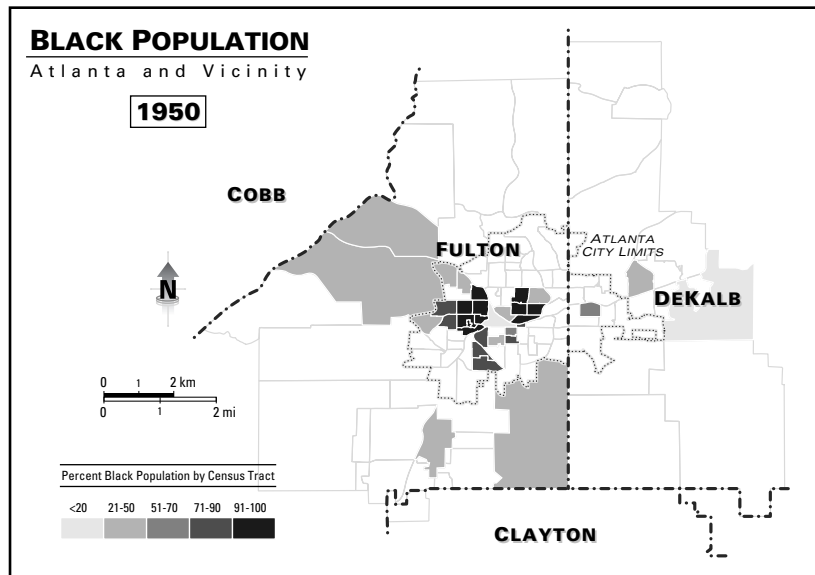 BLACK POPULATION
Atlanta and Vicinity
1950
COBB
FULTON
ATLANTA
CITY LIMITS
DEKALB
N
0 1 2 km
0 1 2 mi
Percent Black Population by Census Tract
<20 21-50 51-70 71-90 91-100
CLAYTON